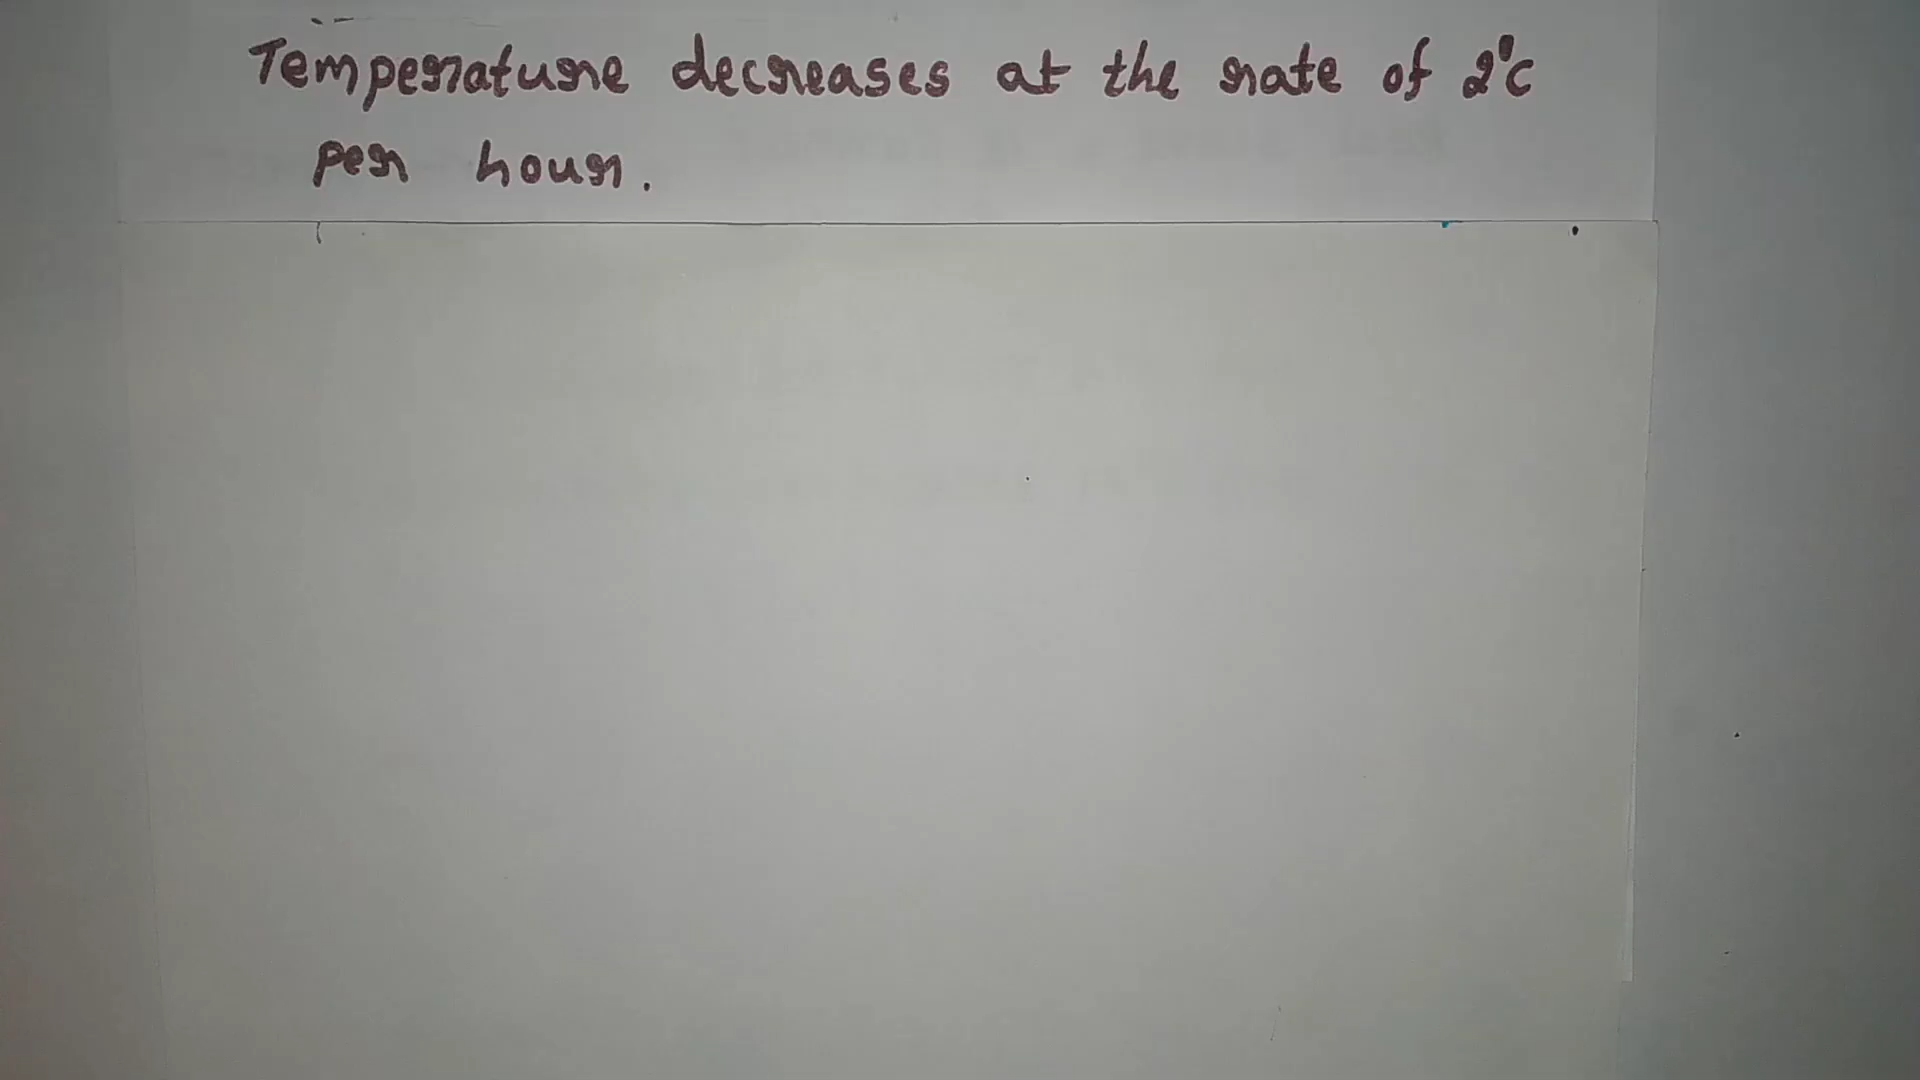 Temperature decreases at the rate of 2°c
per hour.